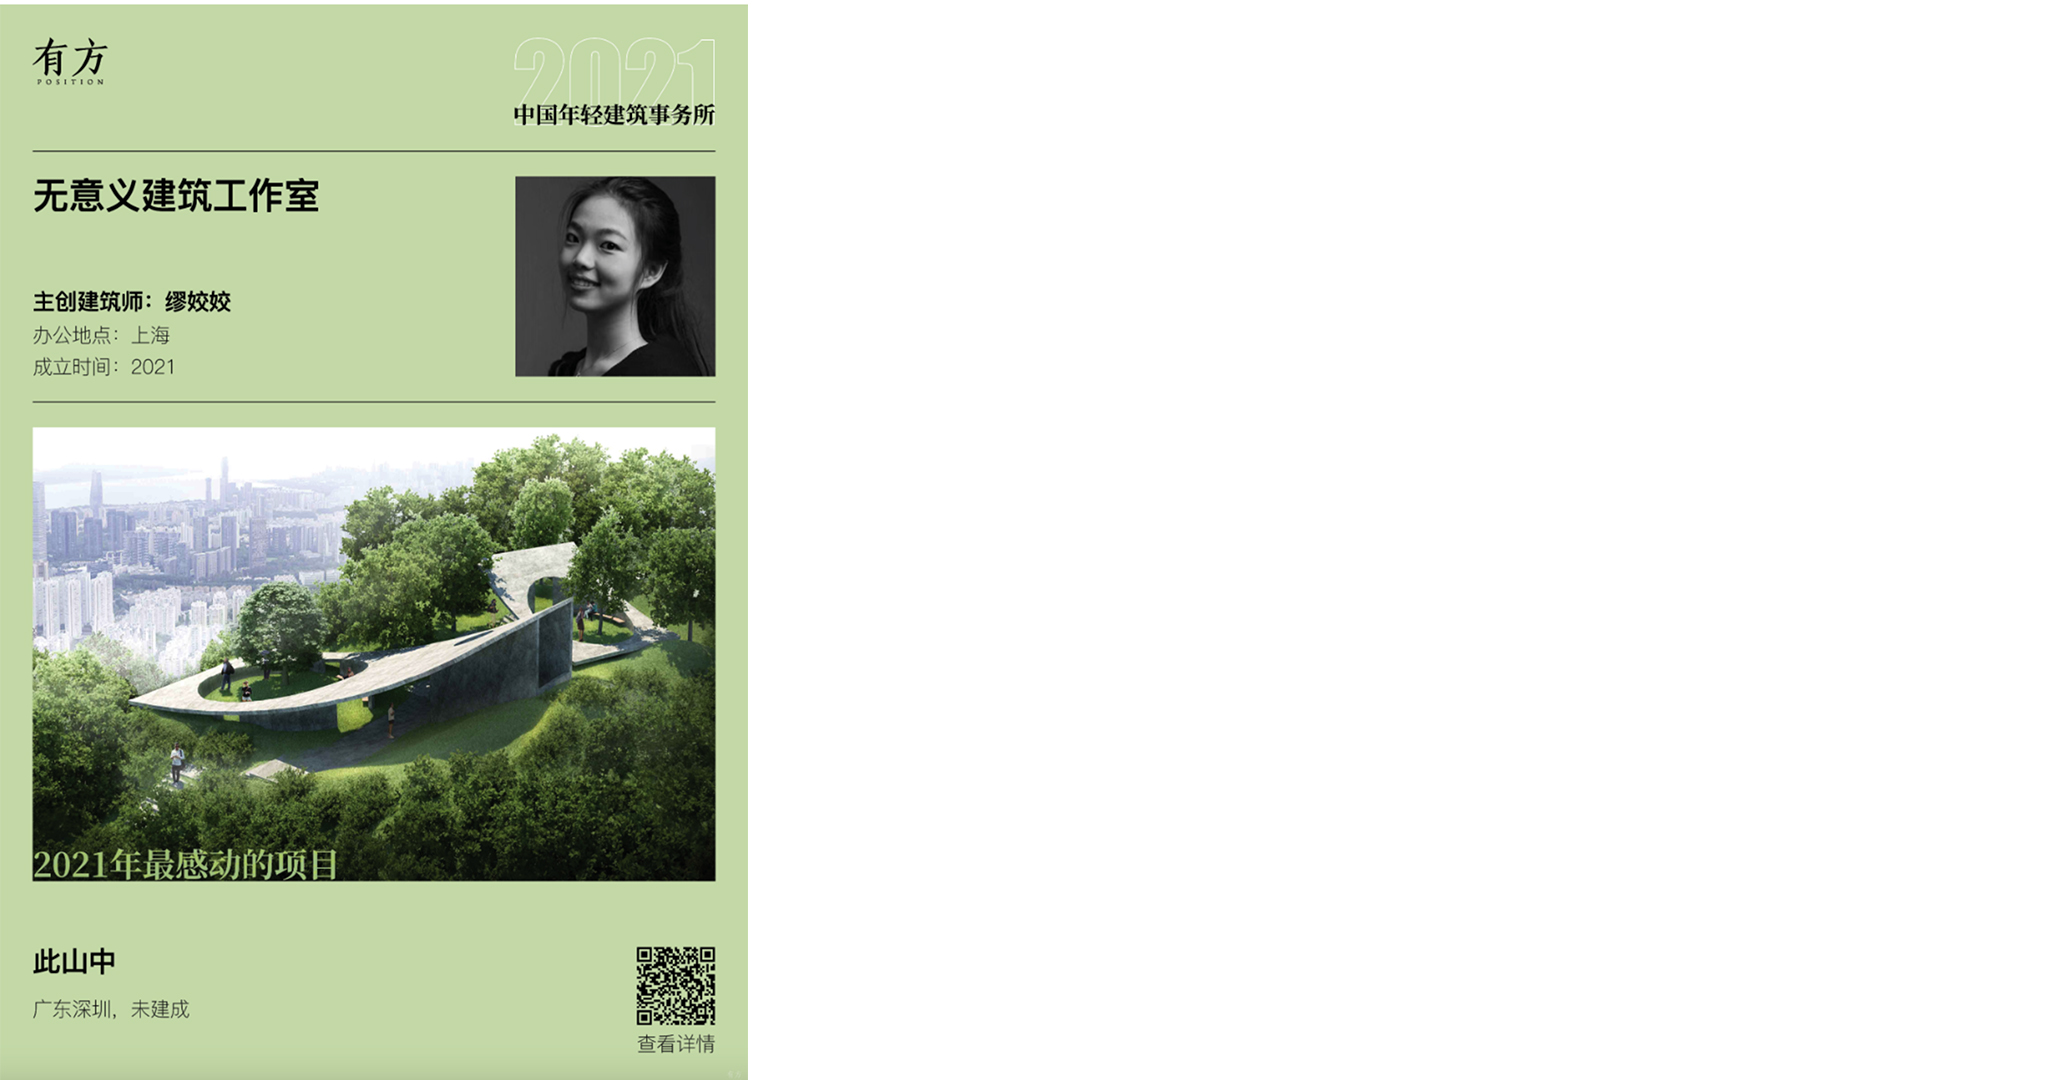 有方
POSITION
2021
中国年轻建筑事务所
无意义建筑工作室
主创建筑师：缪姣姣
办公地点：上海
成立时间：2021
2021年最感动的项目
此山中
广东深圳，未建成
查看详情